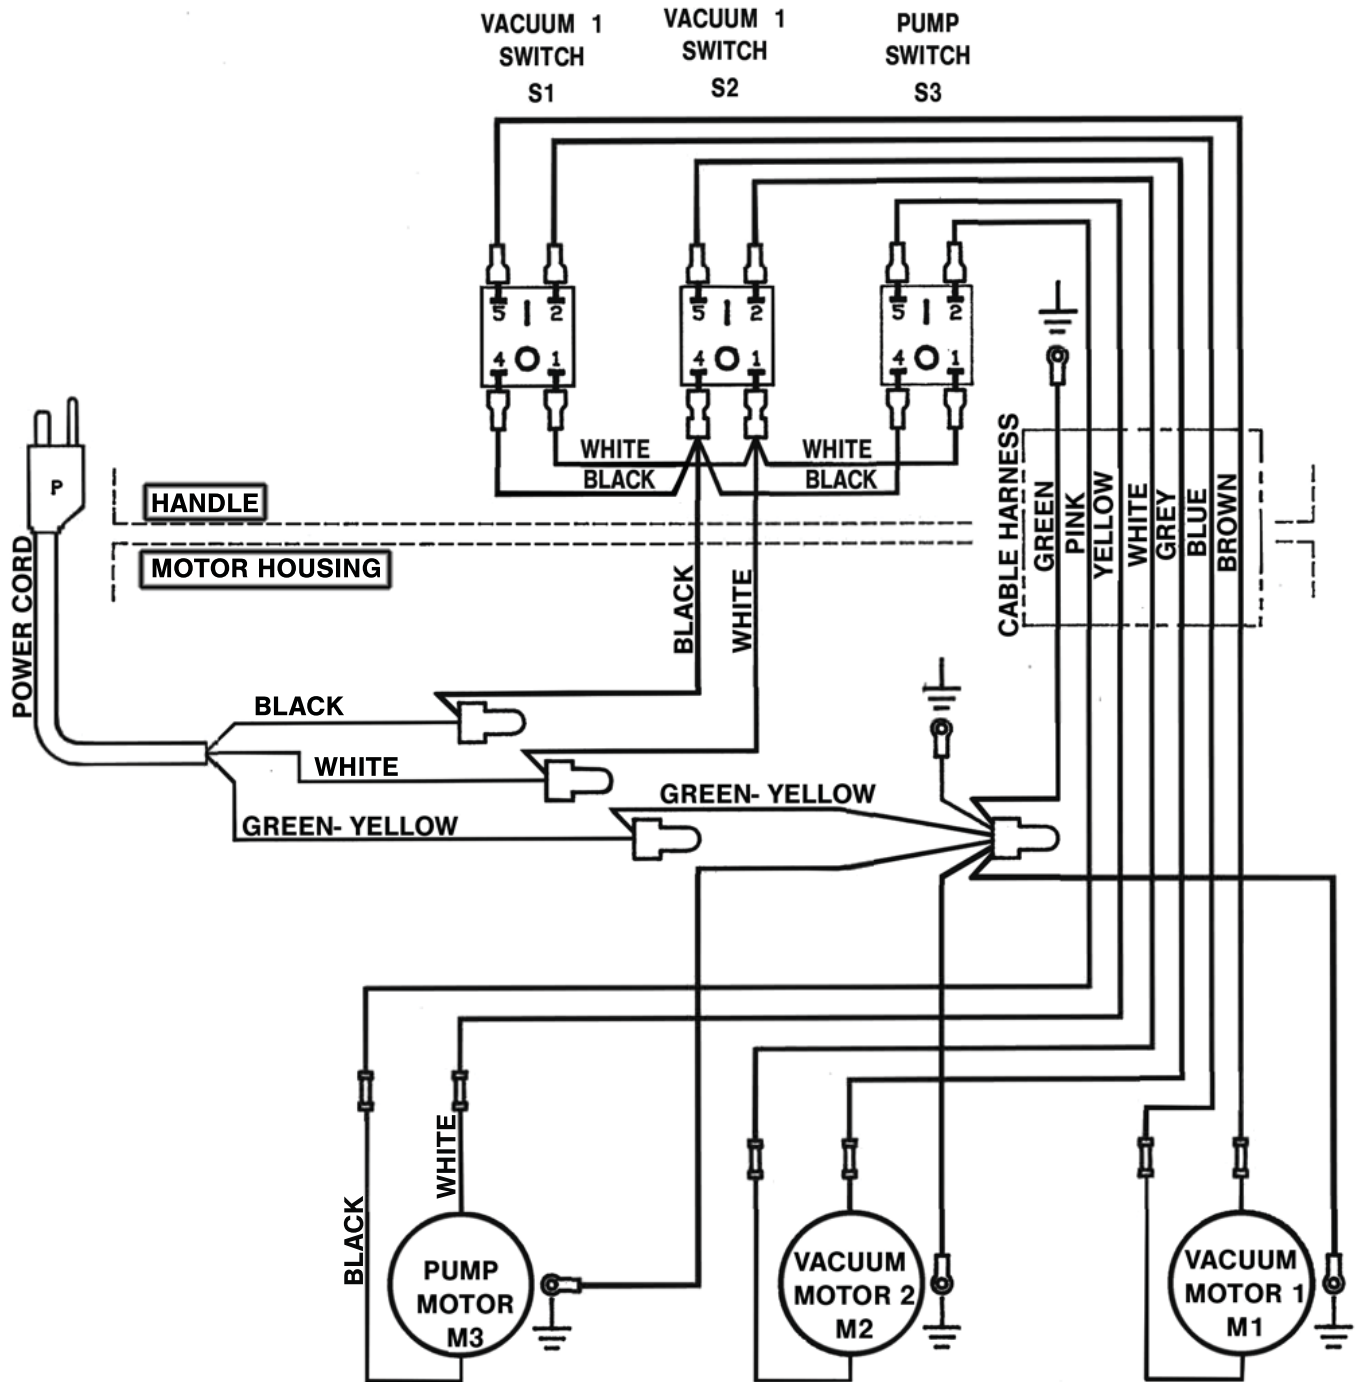 VACUUM 1
SWITCH
S1
VACUUM 1
SWITCH
S2
PUMP
SWITCH
S3
5 2
4 1
5 2
4 1
5 2
4 1
WHITE
BLACK
WHITE
BLACK
P
HANDLE
MOTOR HOUSING
POWER CORD
CABLE HARNESS
GREEN
PINK
YELLOW
WHITE
GREY
BLUE
BROWN
BLACK
WHITE
BLACK
WHITE
GREEN- YELLOW
GREEN- YELLOW
BLACK
WHITE
PUMP
MOTOR
M3
VACUUM
MOTOR 2
M2
VACUUM
MOTOR 1
M1